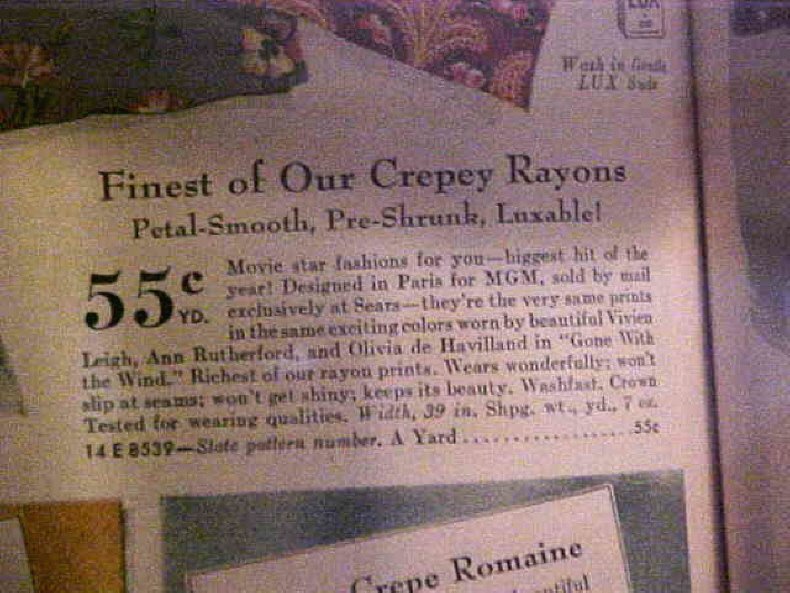 LUX
Wash in Gentle
LUX Suds
Finest of Our Crepey Rayons
Petal-Smooth, Pre-Shrunk, Luxable!
55c YD.
Movie star fashions for you—biggest hit of the
year! Designed in Paris for MGM, sold by mail
exclusively at Sears—they're the very same prints
in the same exciting colors worn by beautiful Vivien
Leigh, Ann Rutherford, and Olivia de Havilland in "Gone With
the Wind." Richest of our rayon prints. Wears wonderfully; won't
slip at seams; won't get shiny; keeps its beauty. Washfast. Crown
Tested for wearing qualities. Width, 39 in. Shpg. wt., yd., 7 oz.
14 E 8539—State pattern number. A Yard ..................55c
Crepe Romaine